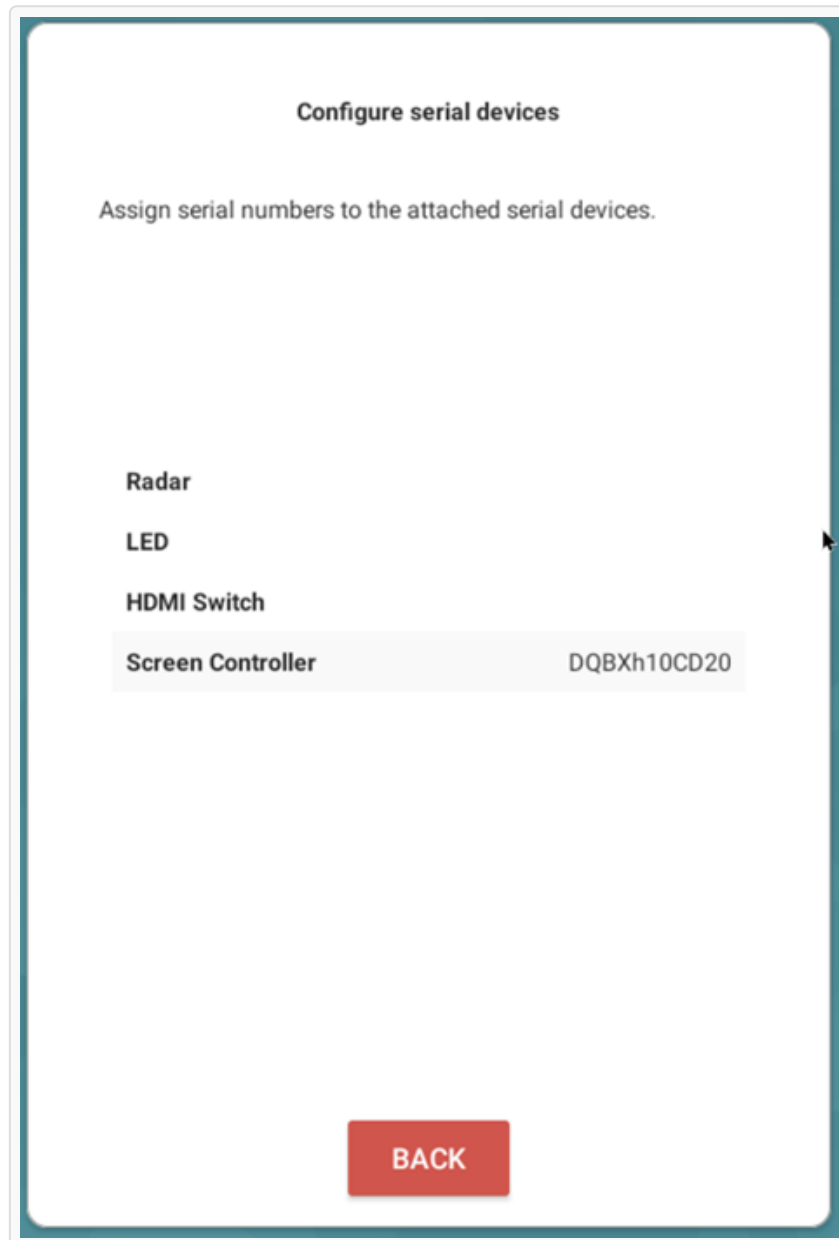 Configure serial devices
Assign serial numbers to the attached serial devices.
Radar
LED
HDMI Switch
Screen Controller DQBXh10CD20
BACK